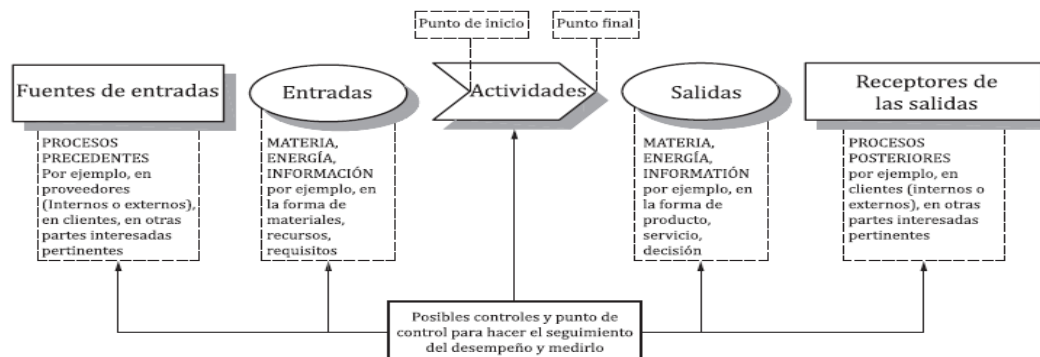 Punto de inicio
Punto final
Fuentes de entradas
Entradas
Actividades
Salidas
Receptores de
las salidas
PROCESOS
PRECEDENTES
Por ejemplo, en
proveedores
(Internos o externos),
en clientes, en otras
partes interesadas
pertinentes
MATERIA,
ENERGÍA,
INFORMACIÓN
por ejemplo, en
la forma de
materiales,
recursos,
requisitos
MATERIA,
ENERGÍA,
INFORMATIÓN
por ejemplo, en
la forma de
producto,
servicio,
decisión
PROCESOS
POSTERIORES
por ejemplo, en
clientes (internos o
externos), en otras
partes interesadas
pertinentes
Posibles controles y punto de
control para hacer el seguimiento
del desempeño y medirlo